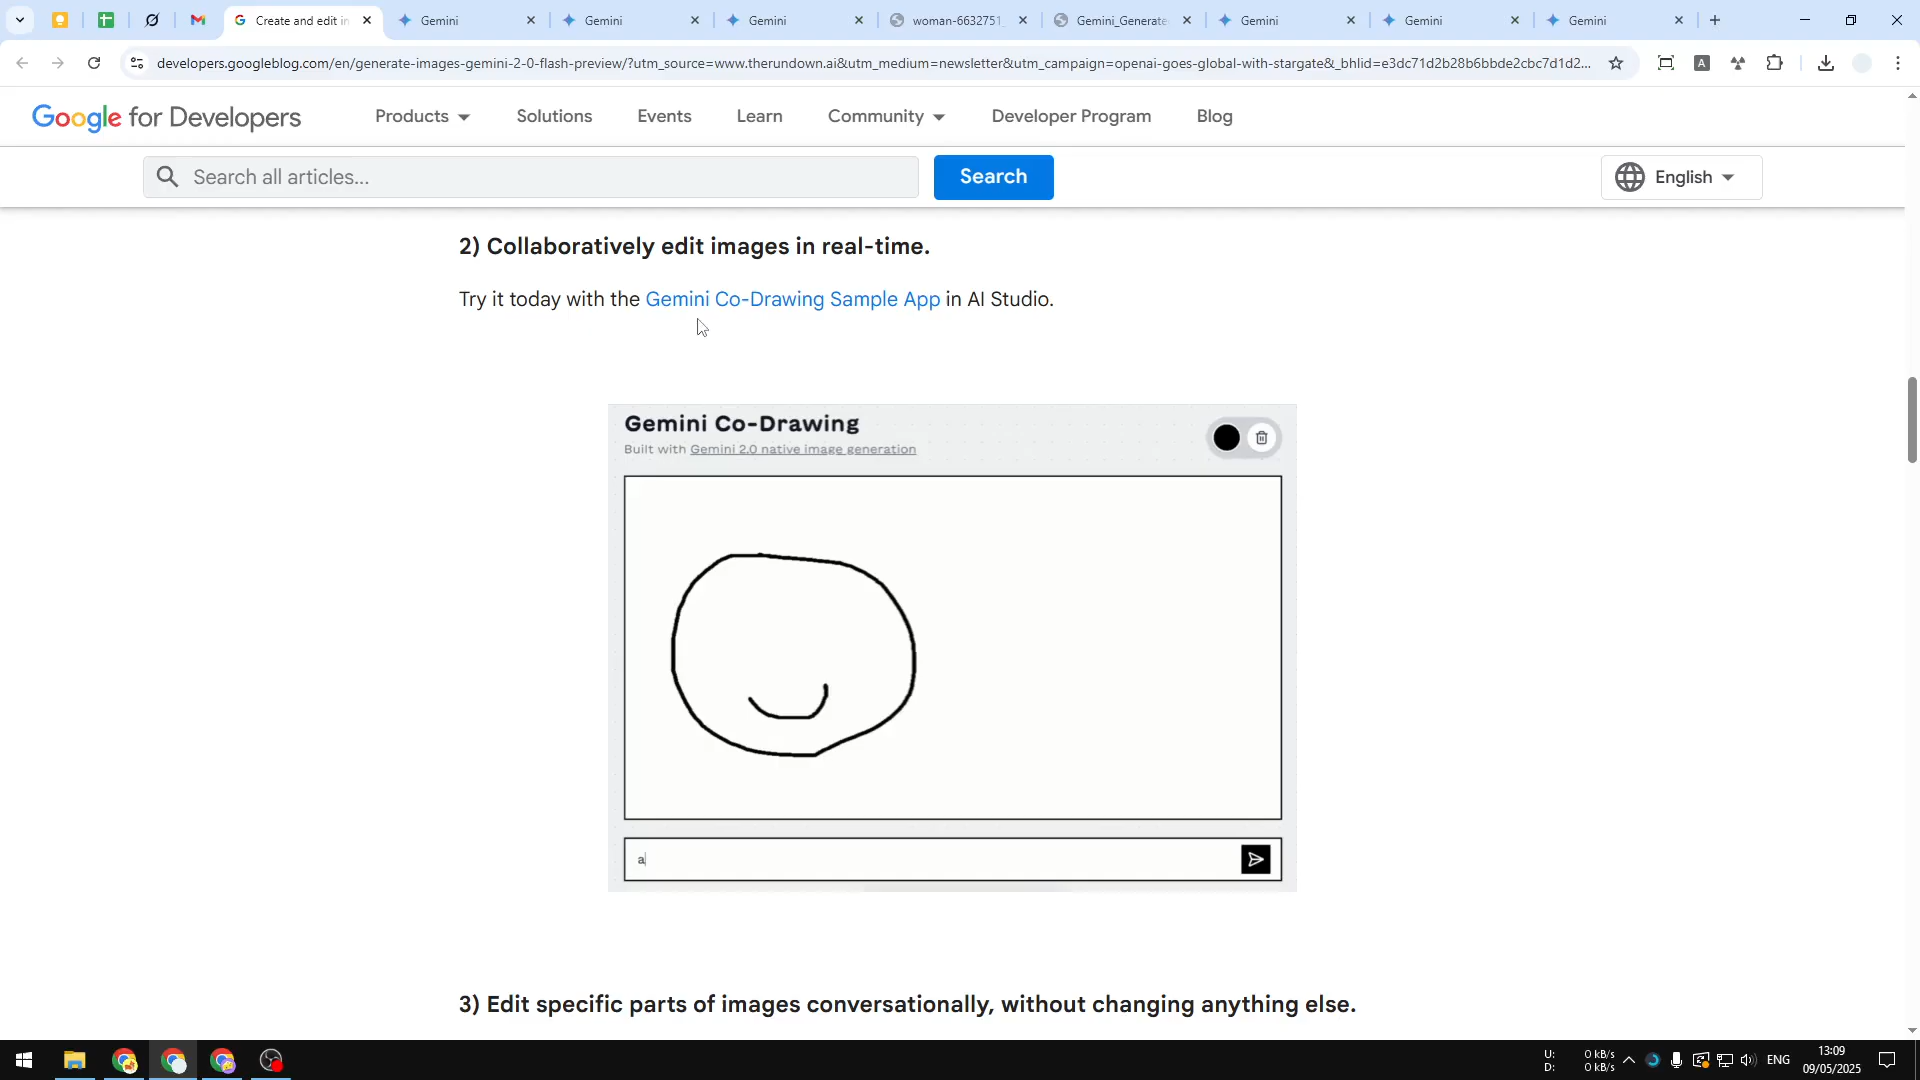 Create and edit in
Gemini
Gemini
Gemini
woman-6632751_
Gemini_Generate
Gemini
Gemini
Gemini
developers.googleblog.com/en/generate-images-gemini-2-0-flash-preview/?utm_source=www.therundown.ai&utm_medium=newsletter&utm_campaign=openai-goes-global-with-stargate&_bhlid=e3dc71d2b28b6bbde2cbc7d1d2...
A
Google for Developers
Products
Solutions
Events
Learn
Community
Developer Program
Blog
Search all articles...
Search
English
2) Collaboratively edit images in real-time.
Try it today with the Gemini Co-Drawing Sample App in AI Studio.
Gemini Co-Drawing
Built with Gemini 2.0 native image generation
a
3) Edit specific parts of images conversationally, without changing anything else.
U: 0 kB/s
D: 0 kB/s
ENG
13:09
09/05/2025